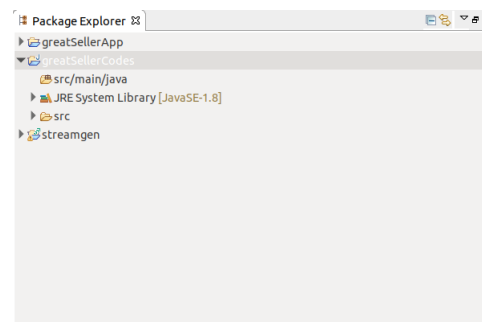 Package Explorer
greatSellerApp
greatSellerCodes
src/main/java
JRE System Library [JavaSE-1.8]
src
streamgen